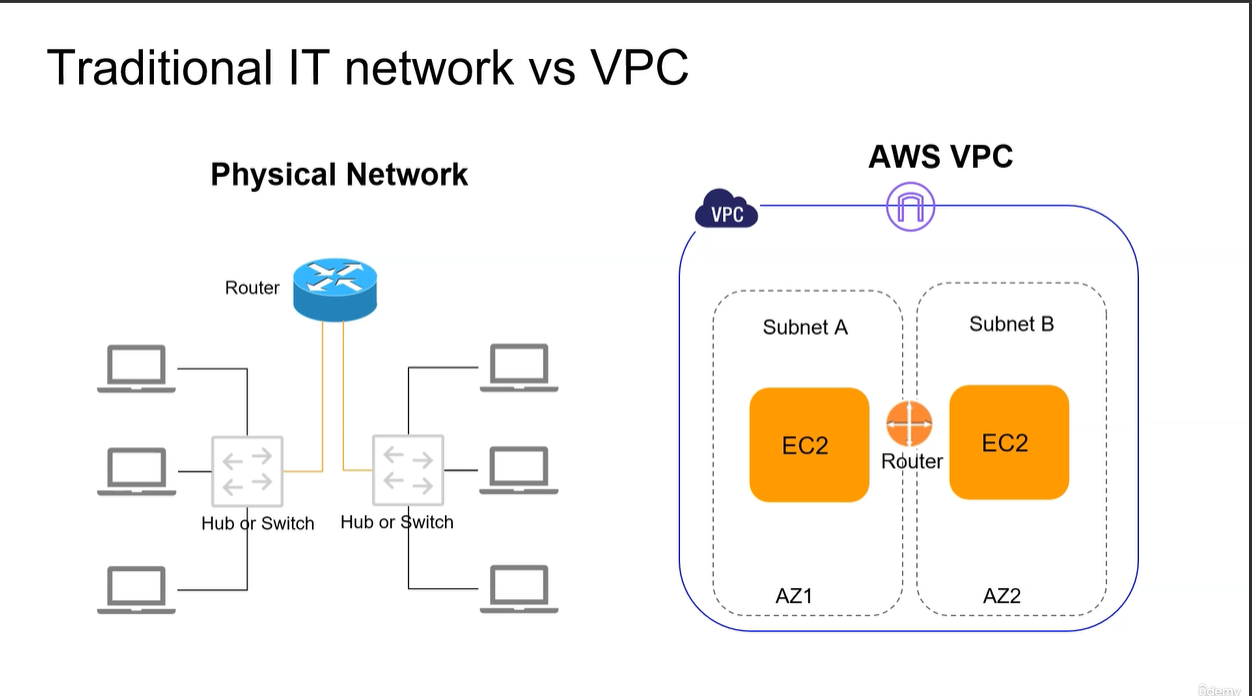 Traditional IT network vs VPC
Physical Network
Router
Hub or Switch
Hub or Switch
AWS VPC
VPC
Subnet A
Subnet B
EC2
EC2
Router
AZ1
AZ2
ûdemy